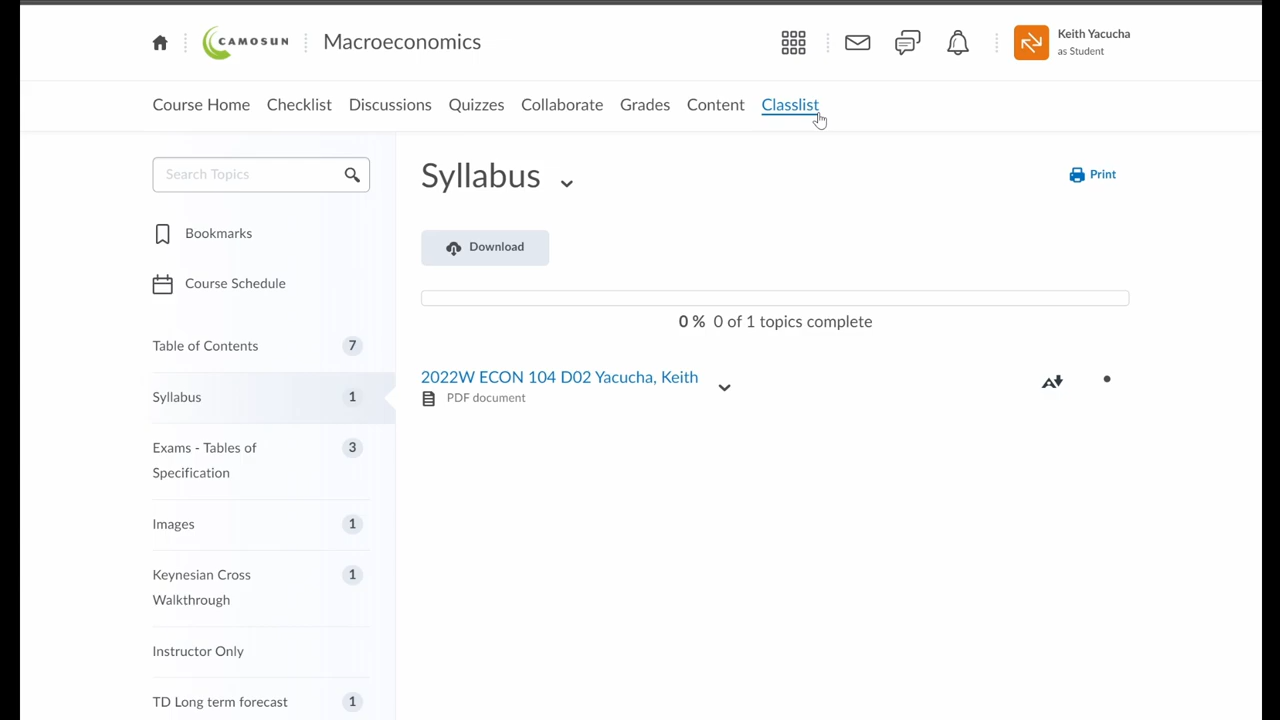 CAMOSUN
Macroeconomics
Keith Yacucha
as Student
Course Home Checklist Discussions Quizzes Collaborate Grades Content Classlist
Search Topics
Bookmarks
Course Schedule
Table of Contents 7
Syllabus 1
Exams - Tables of 3
Specification
Images 1
Keynesian Cross 1
Walkthrough
Instructor Only
TD Long term forecast 1
Syllabus
Print
Download
0 % 0 of 1 topics complete
2022W ECON 104 D02 Yacucha, Keith
PDF document